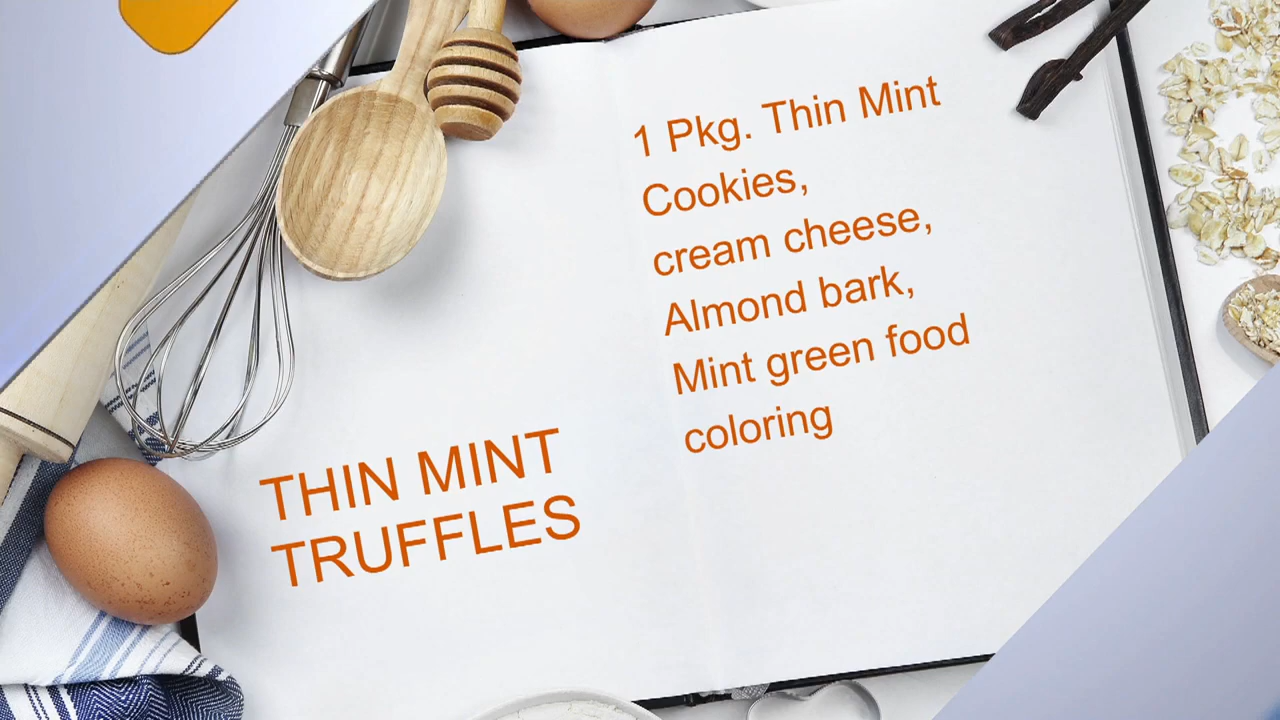 THIN MINT
TRUFFLES
1 Pkg. Thin Mint
Cookies,
cream cheese,
Almond bark,
Mint green food
coloring